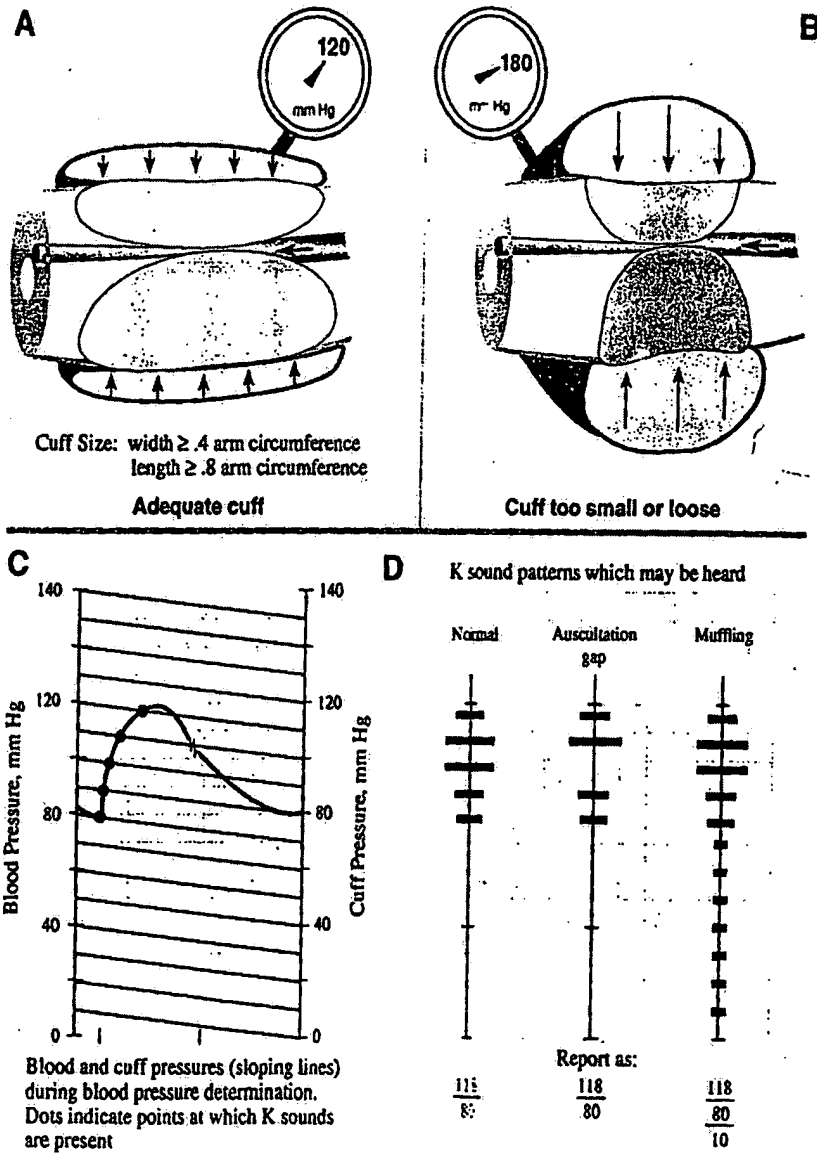 A
120
mm Hg
Cuff Size: width ≥ .4 arm circumference
length ≥ .8 arm circumference
Adequate cuff
B
180
Hg
Cuff too small or loose
C
Blood Pressure, mm Hg
140
120
80
40
0
140
120
80
40
0
Cuff Pressure, mm Hg
Blood and cuff pressures (sloping lines)
during blood pressure determination.
Dots indicate points at which K sounds
are present
D
K sound patterns which may be heard
Normal
Auscultation
gap
Muffling
Report as:
118
80
118
80
10